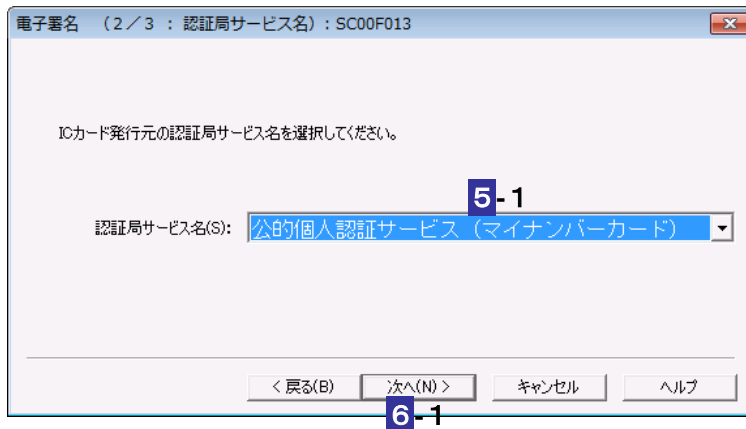 電子署名 （２／３ ： 認証局サービス名）：SC00F013
ICカード発行元の認証局サービス名を選択してください。
5-1
認証局サービス名(S): 公的個人認証サービス（マイナンバーカード）
< 戻る(B) 次へ(N) > キャンセル ヘルプ
6-1